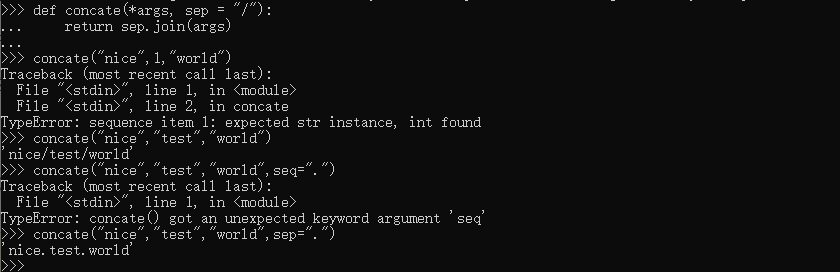 >>> def concate(*args, sep = "/"):
...     return sep.join(args)
...
>>> concate("nice",1,"world")
Traceback (most recent call last):
  File "<stdin>", line 1, in <module>
  File "<stdin>", line 2, in concate
TypeError: sequence item 1: expected str instance, int found
>>> concate("nice","test","world")
'nice/test/world'
>>> concate("nice","test","world",seq=".")
Traceback (most recent call last):
  File "<stdin>", line 1, in <module>
TypeError: concate() got an unexpected keyword argument 'seq'
>>> concate("nice","test","world",sep=".")
'nice.test.world'
>>>